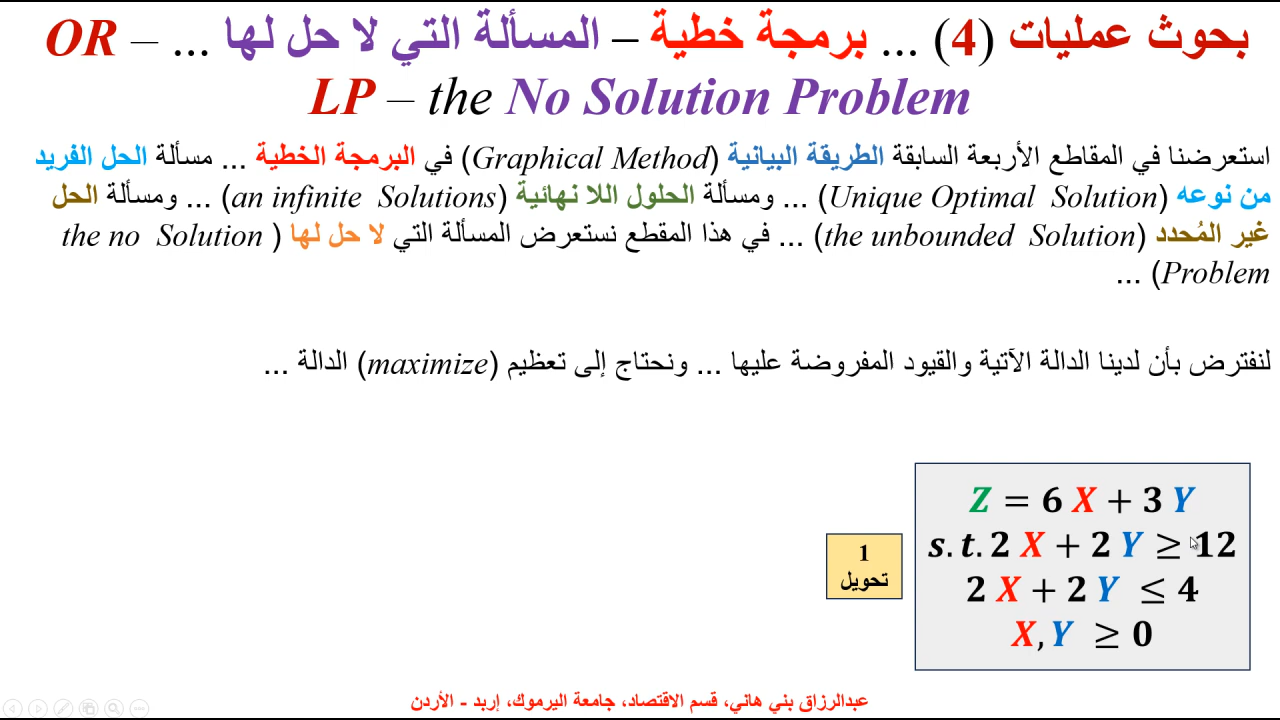 بحوث عمليات (4) ... برمجة خطية – المسألة التي لا حل لها ... – OR
LP – the No Solution Problem
استعرضنا في المقاطع الأربعة السابقة الطريقة البيانية (Graphical Method) في البرمجة الخطية ... مسألة الحل الفريد
من نوعه (Unique Optimal Solution) ... ومسألة الحلول اللا نهائية (an infinite Solutions) ... ومسألة الحل
غير المُحدد (the unbounded Solution) ... في هذا المقطع نستعرض المسألة التي لا حل لها (the no Solution
Problem) ...
لنفترض بأن لدينا الدالة الآتية والقيود المفروضة عليها ... ونحتاج إلى تعظيم (maximize) الدالة ...
Z = 6 X + 3 Y
s.t. 2 X + 2 Y ≥ 12
2 X + 2 Y ≤ 4
X, Y ≥ 0
1
تحويل
عبدالرزاق بني هاني، قسم الاقتصاد، جامعة اليرموك، إربد - الأردن